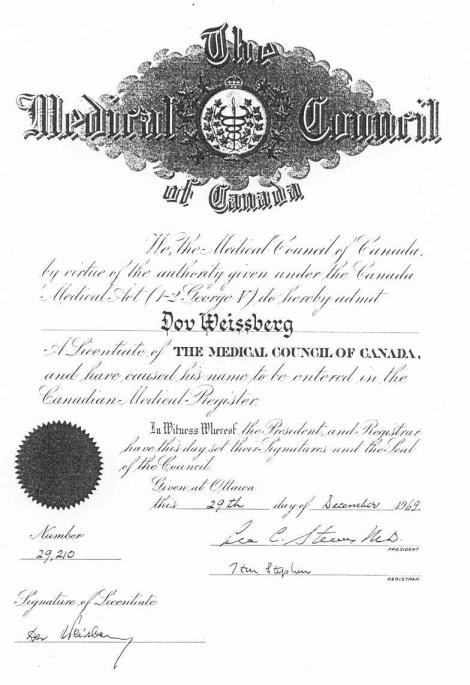 The
Medical Council
of Canada
We, the Medical Council of Canada,
by virtue of the authority given under the Canada
Medical Act (1-2 George V) do hereby admit
Dov Weissberg
A Licentiate of THE MEDICAL COUNCIL OF CANADA,
and have caused his name to be entered in the
Canadian Medical Register.
In Witness Whereof the President and Registrar
have this day set their Signatures and the Seal
of the Council.
Given at Ottawa
this 29th day of December 1969.
Number
29,210
C. M.D.
PRESIDENT
REGISTRAR
Signature of Licentiate
Dov Weissberg